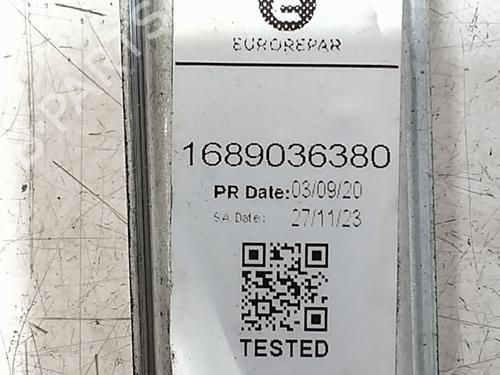 EUROREPAR
1689036380
PR Date: 03/09/20
SA Date: 27/11/23
TESTED